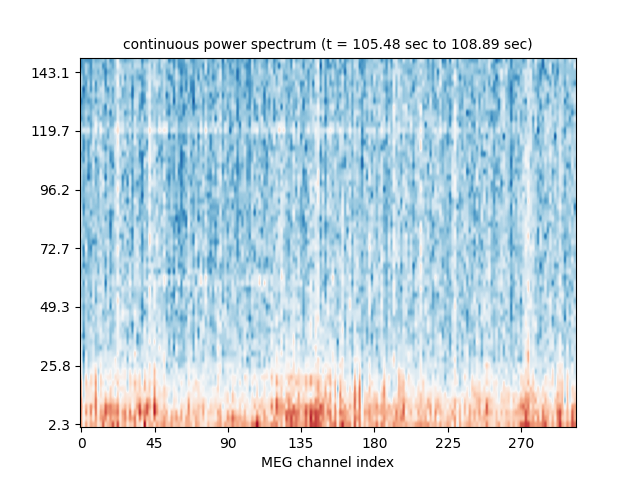 continuous power spectrum (t = 105.48 sec to 108.89 sec)
143.1
119.7
96.2
72.7
49.3
25.8
2.3
0 45 90 135 180 225 270
MEG channel index